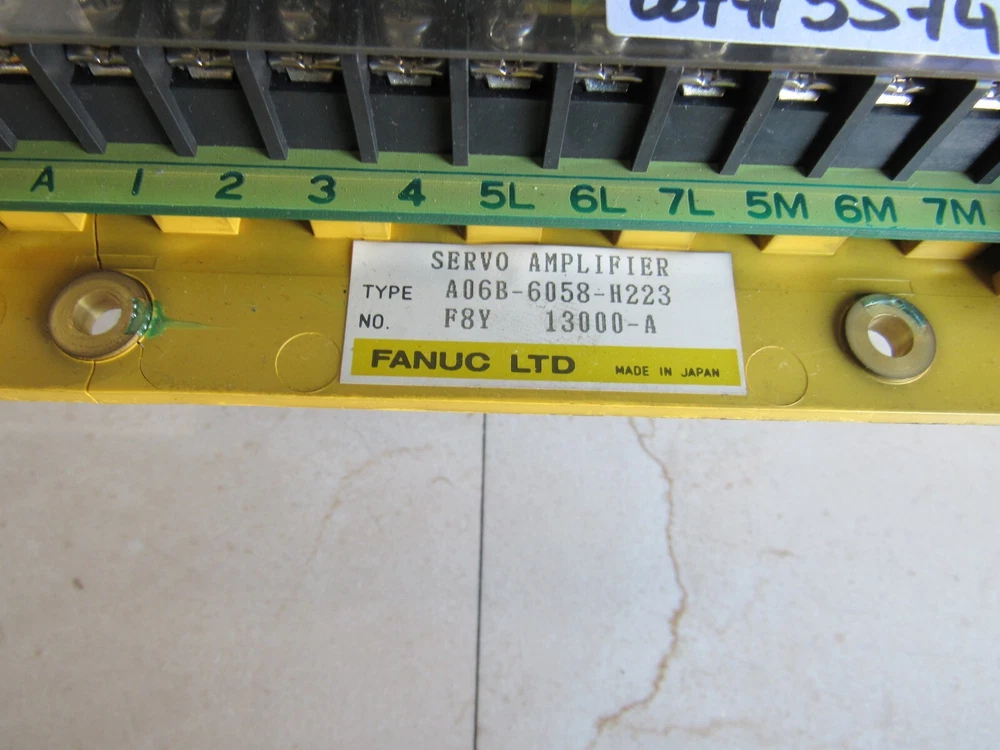 A 1 2 3 4 5L 6L 7L 5M 6M 7M
SERVO AMPLIFIER
TYPE A06B-6058-H223
NO. F8Y 13000-A
FANUC LTD MADE IN JAPAN